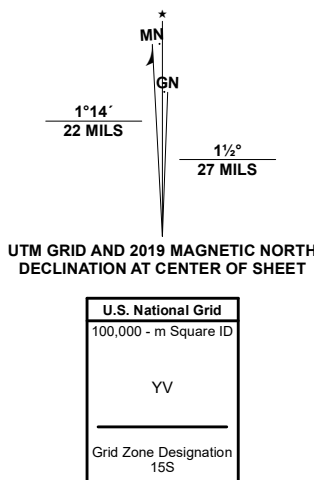 ★
MN
GN
1°14´
22 MILS
1½°
27 MILS
UTM GRID AND 2019 MAGNETIC NORTH
DECLINATION AT CENTER OF SHEET
U.S. National Grid
100,000 - m Square ID
YV
Grid Zone Designation
15S